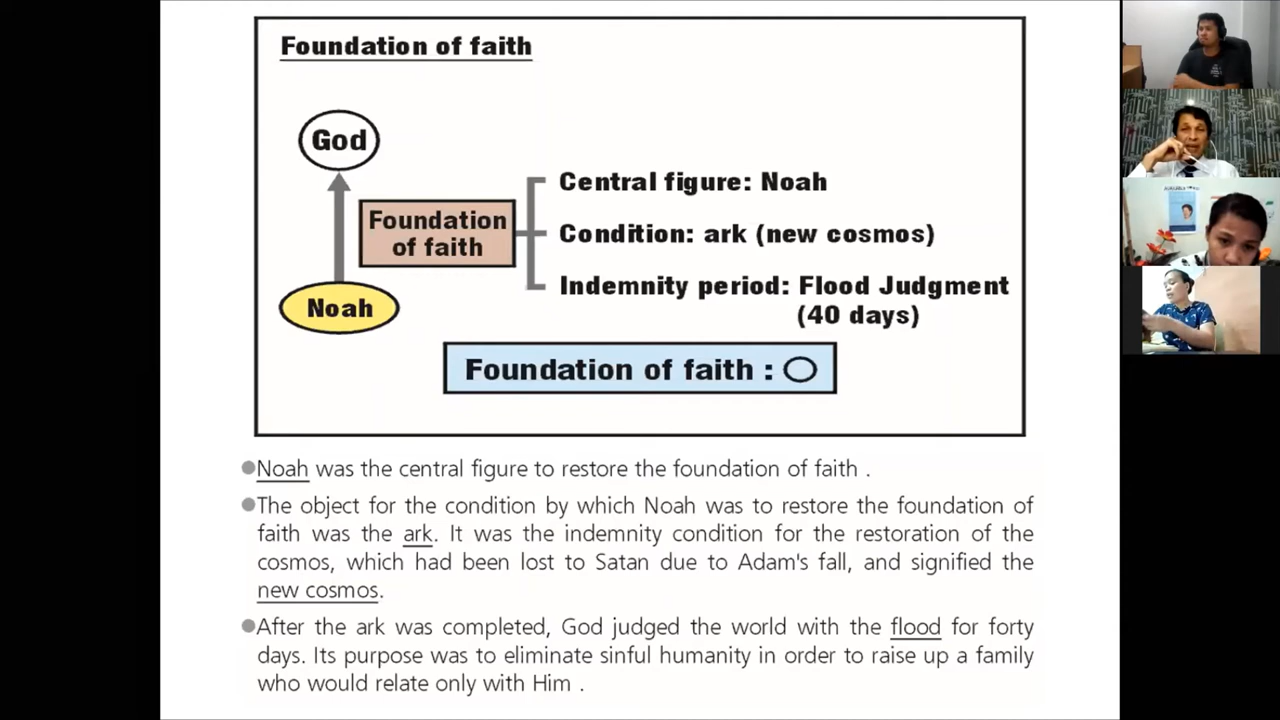 Foundation of faith
God
Foundation
of faith
Noah
Central figure: Noah
Condition: ark (new cosmos)
Indemnity period: Flood Judgment
(40 days)
Foundation of faith :
●Noah was the central figure to restore the foundation of faith .
●The object for the condition by which Noah was to restore the foundation of
faith was the ark. It was the indemnity condition for the restoration of the
cosmos, which had been lost to Satan due to Adam's fall, and signified the
new cosmos.
●After the ark was completed, God judged the world with the flood for forty
days. Its purpose was to eliminate sinful humanity in order to raise up a family
who would relate only with Him .